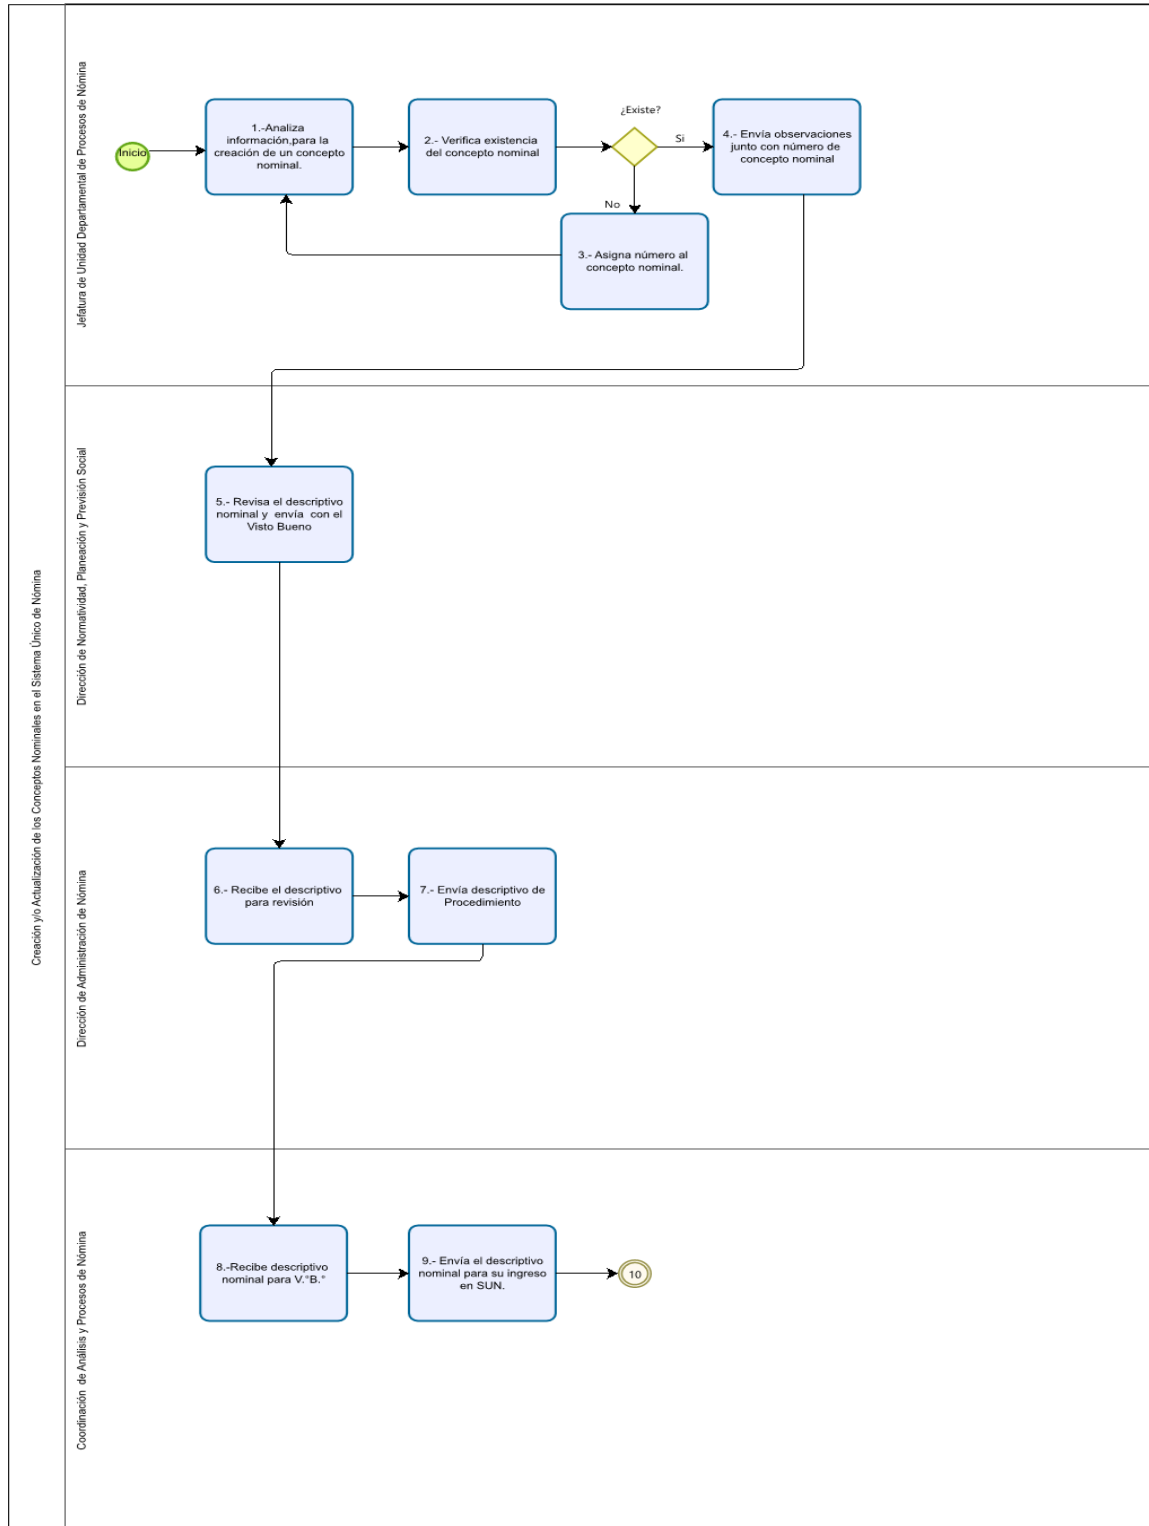 Creación y/o Actualización de los Conceptos Nominales en el Sistema Único de Nómina
Jefatura de Unidad Departamental de Procesos de Nómina
Inicio
1.-Analiza
información,para la
creación de un concepto
nominal.
2.- Verifica existencia
del concepto nominal
¿Existe?
Si
4.- Envía observaciones
junto con número de
concepto nominal
No
3.- Asigna número al
concepto nominal.
Dirección de Normatividad, Planeación y Previsión Social
5.- Revisa el descriptivo
nominal y envía con el
Visto Bueno
Dirección de Administración de Nómina
6.- Recibe el descriptivo
para revisión
7.- Envía descriptivo de
Procedimiento
Coordinación de Análisis y Procesos de Nómina
8.-Recibe descriptivo
nominal para V.°B.°
9.- Envía el descriptivo
nominal para su ingreso
en SUN.
10